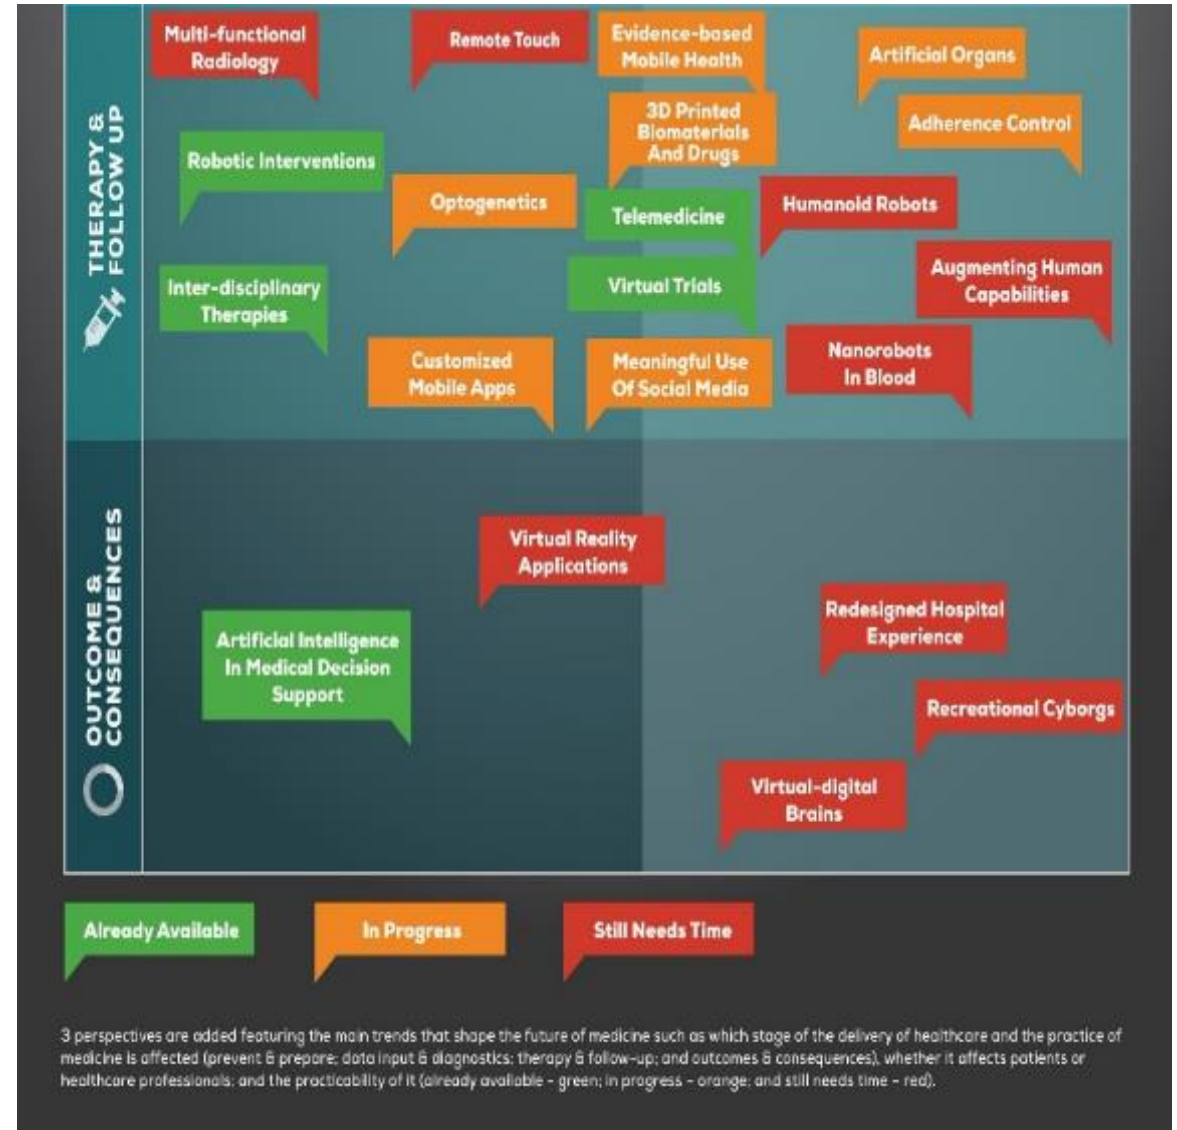 THERAPY &
FOLLOW UP
Multi-functional
Radiology
Remote Touch
Evidence-based
Mobile Health
Artificial Organs
3D Printed
Biomaterials
And Drugs
Adherence Control
Robotic Interventions
Optogenetics
Telemedicine
Humanoid Robots
Inter-disciplinary
Therapies
Virtual Trials
Augmenting Human
Capabilities
Customized
Mobile Apps
Meaningful Use
Of Social Media
Nanorobots
In Blood
OUTCOME &
CONSEQUENCES
Virtual Reality
Applications
Artificial Intelligence
In Medical Decision
Support
Redesigned Hospital
Experience
Recreational Cyborgs
Virtual-digital
Brains
Already Available
In Progress
Still Needs Time
3 perspectives are added featuring the main trends that shape the future of medicine such as which stage of the delivery of healthcare and the practice of
medicine is affected (prevent & prepare; data input & diagnostics; therapy & follow-up; and outcomes & consequences), whether it affects patients or
healthcare professionals; and the practicability of it (already available - green; in progress - orange; and still needs time - red).